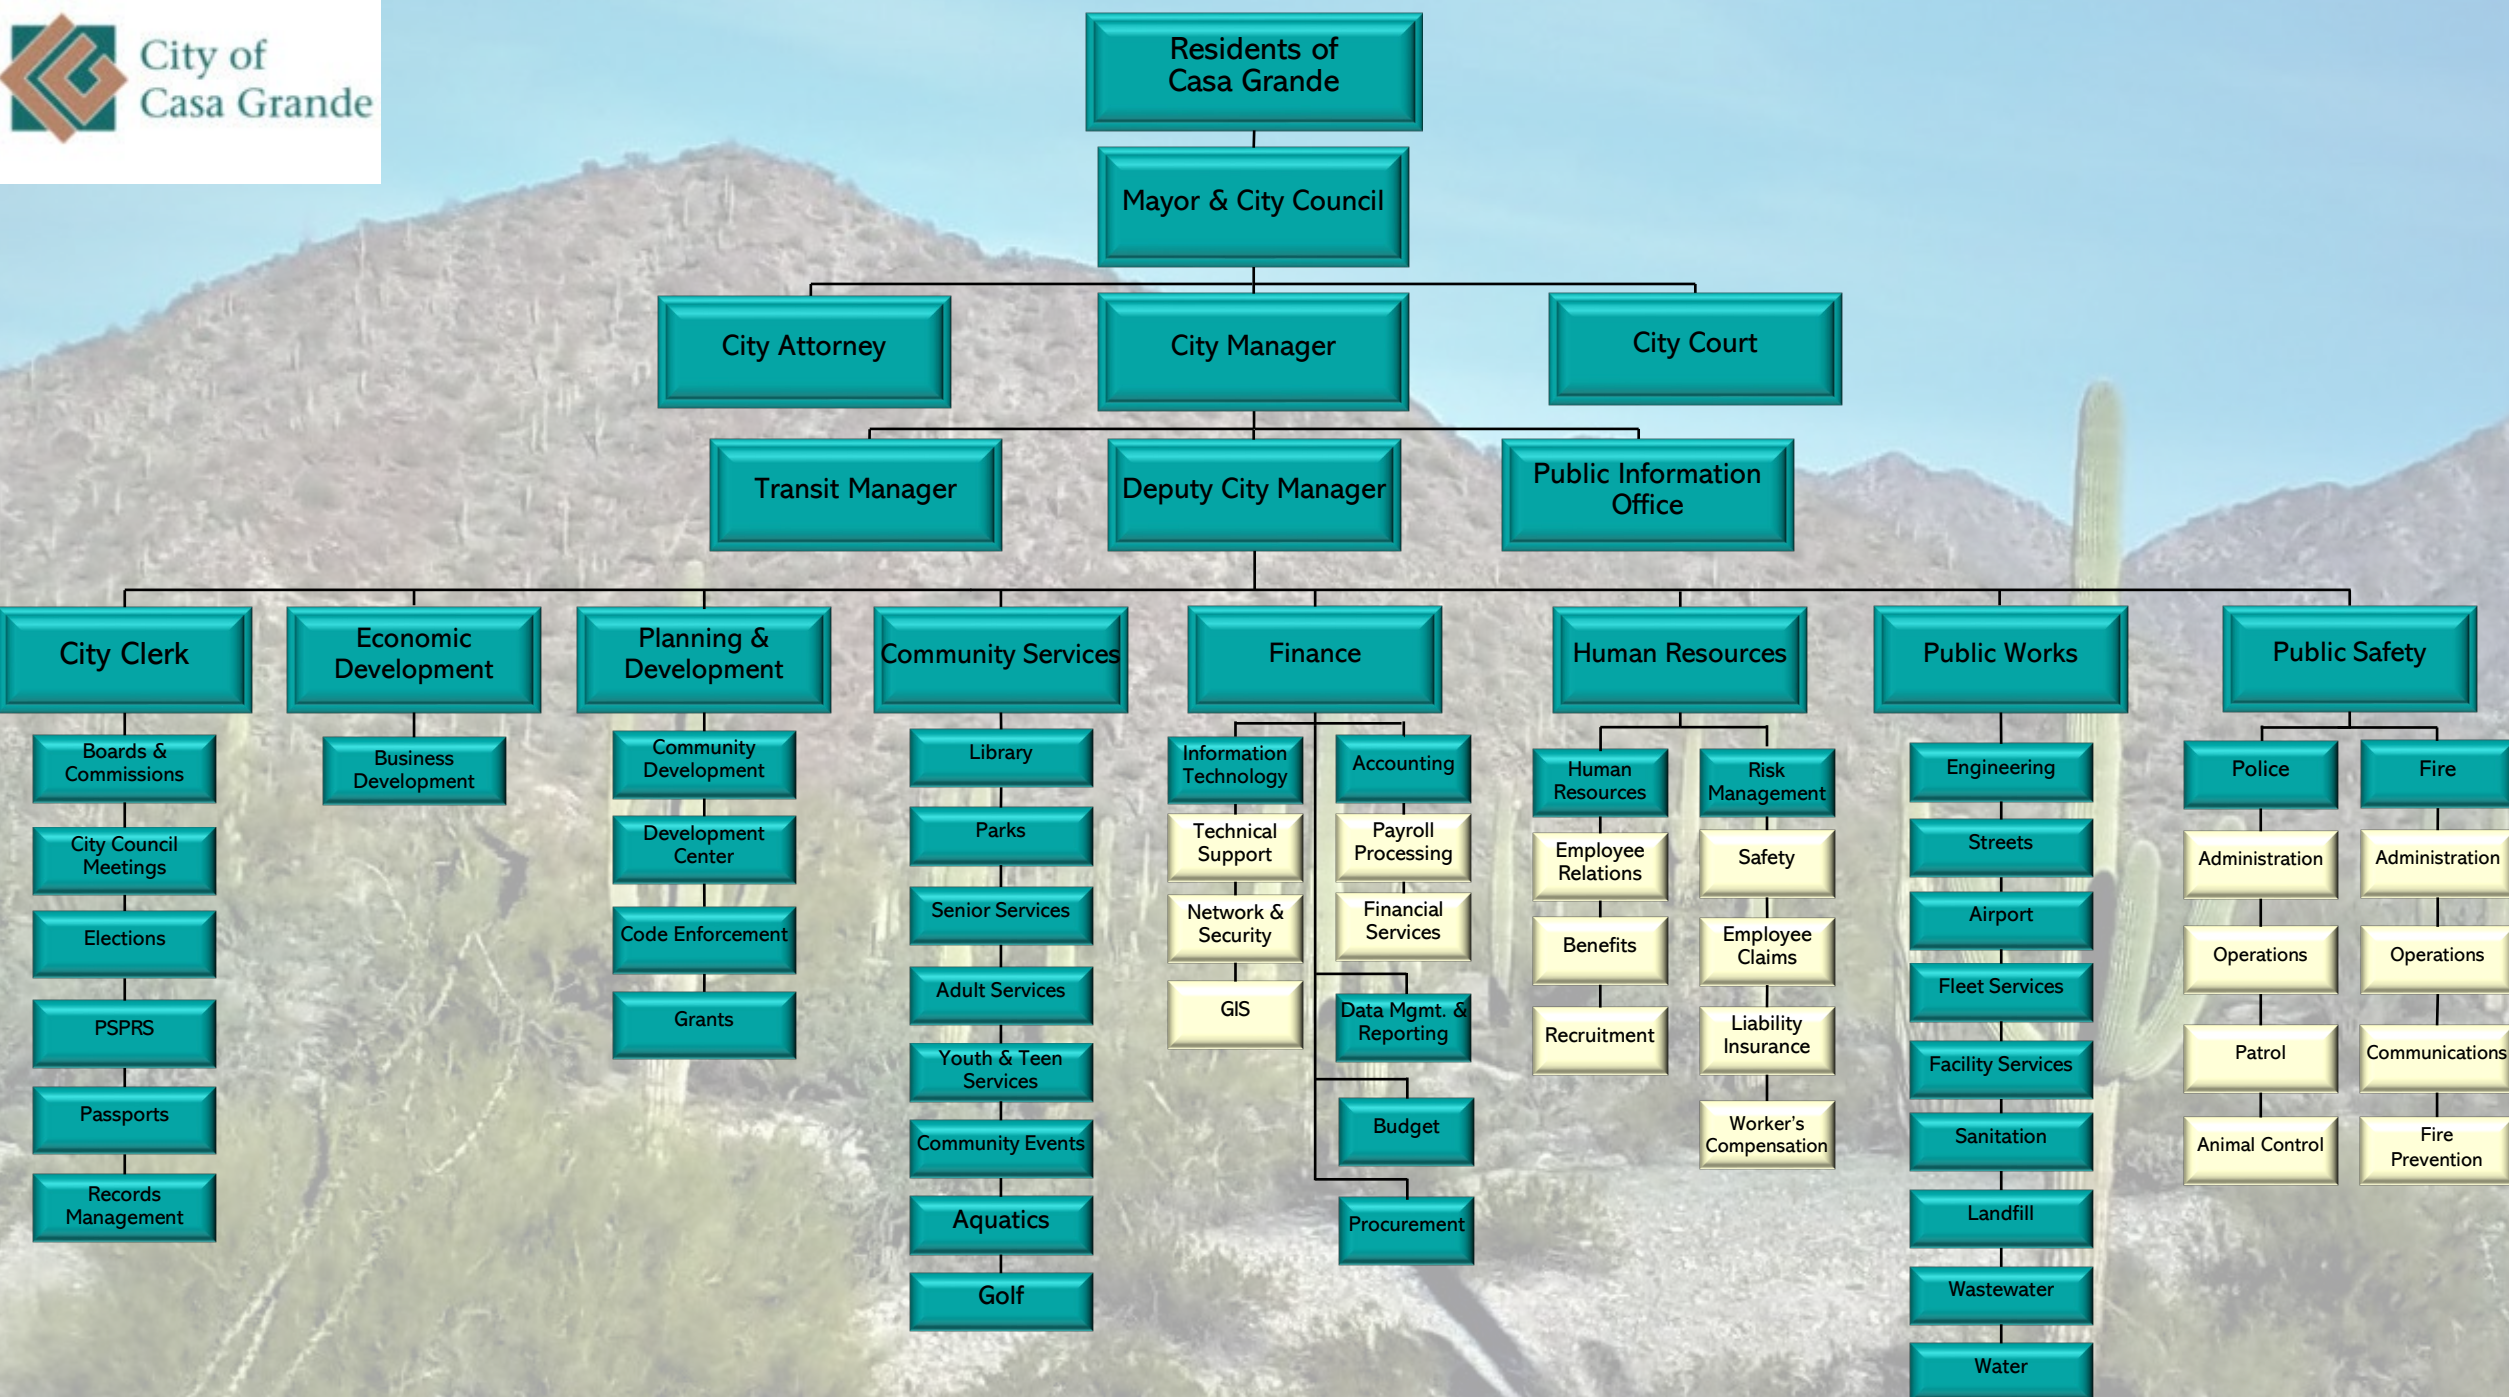 City of
Casa Grande
Residents of
Casa Grande
Mayor & City Council
City Attorney
City Manager
City Court
Transit Manager
Deputy City Manager
Public Information
Office
City Clerk
Economic
Development
Planning &
Development
Community Services
Finance
Human Resources
Public Works
Public Safety
Boards &
Commissions
City Council
Meetings
Elections
PSPRS
Passports
Records
Management
Business
Development
Community
Development
Development
Center
Code Enforcement
Grants
Library
Parks
Senior Services
Adult Services
Youth & Teen
Services
Community Events
Aquatics
Golf
Information
Technology
Technical
Support
Network &
Security
GIS
Accounting
Payroll
Processing
Financial
Services
Data Mgmt. &
Reporting
Budget
Procurement
Human
Resources
Employee
Relations
Benefits
Recruitment
Risk
Management
Safety
Employee
Claims
Liability
Insurance
Worker's
Compensation
Engineering
Streets
Airport
Fleet Services
Facility Services
Sanitation
Landfill
Wastewater
Water
Police
Administration
Operations
Patrol
Animal Control
Fire
Administration
Operations
Communications
Fire
Prevention